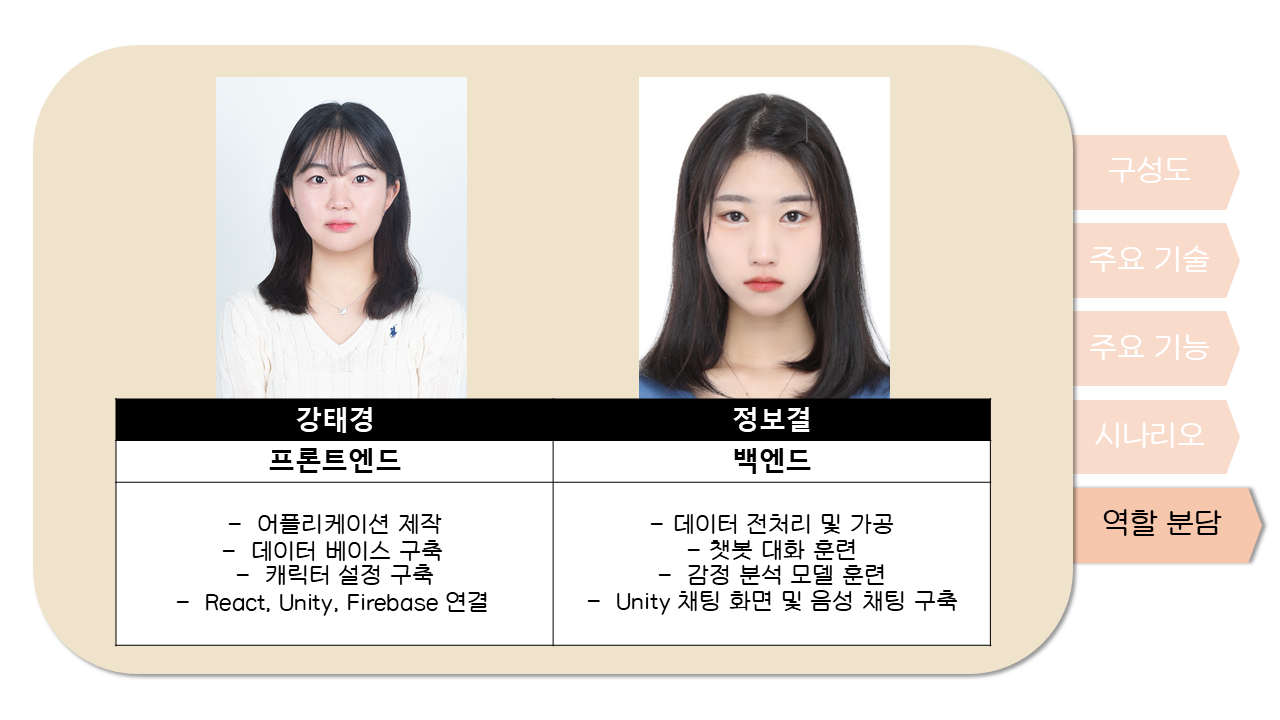 강태경
정보결
프론트엔드
백엔드
- 어플리케이션 제작
- 데이터 베이스 구축
- 캐릭터 설정 구축
- React, Unity, Firebase 연결
- 데이터 전처리 및 가공
- 챗봇 대화 훈련
- 감정 분석 모델 훈련
- Unity 채팅 화면 및 음성 채팅 구축
구성도
주요 기술
주요 기능
시나리오
역할 분담